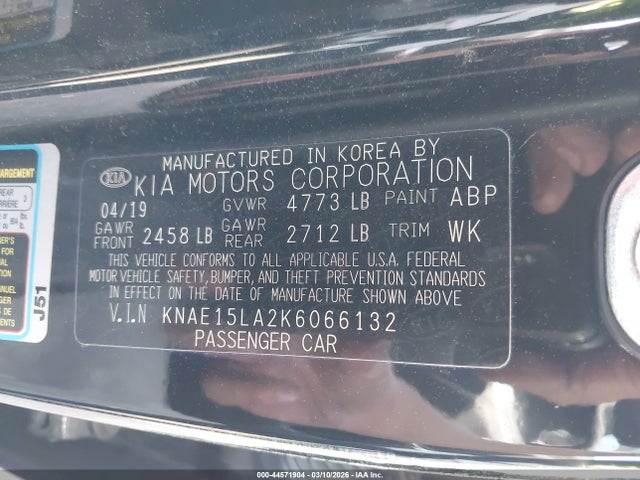 MANUFACTURED IN KOREA BY
KIA KIA MOTORS CORPORATION
04/19 GVWR 4773 LB PAINT ABP
GAWR FRONT 2458 LB GAWR REAR 2712 LB TRIM WK
THIS VEHICLE CONFORMS TO ALL APPLICABLE U.S.A. FEDERAL
MOTOR VEHICLE SAFETY, BUMPER, AND THEFT PREVENTION STANDARDS
IN EFFECT ON THE DATE OF MANUFACTURE SHOWN ABOVE
V.I.N KNAE15LA2K6066132
PASSENGER CAR
J51
000-44571904 - 03/10/2026 - IAA Inc.